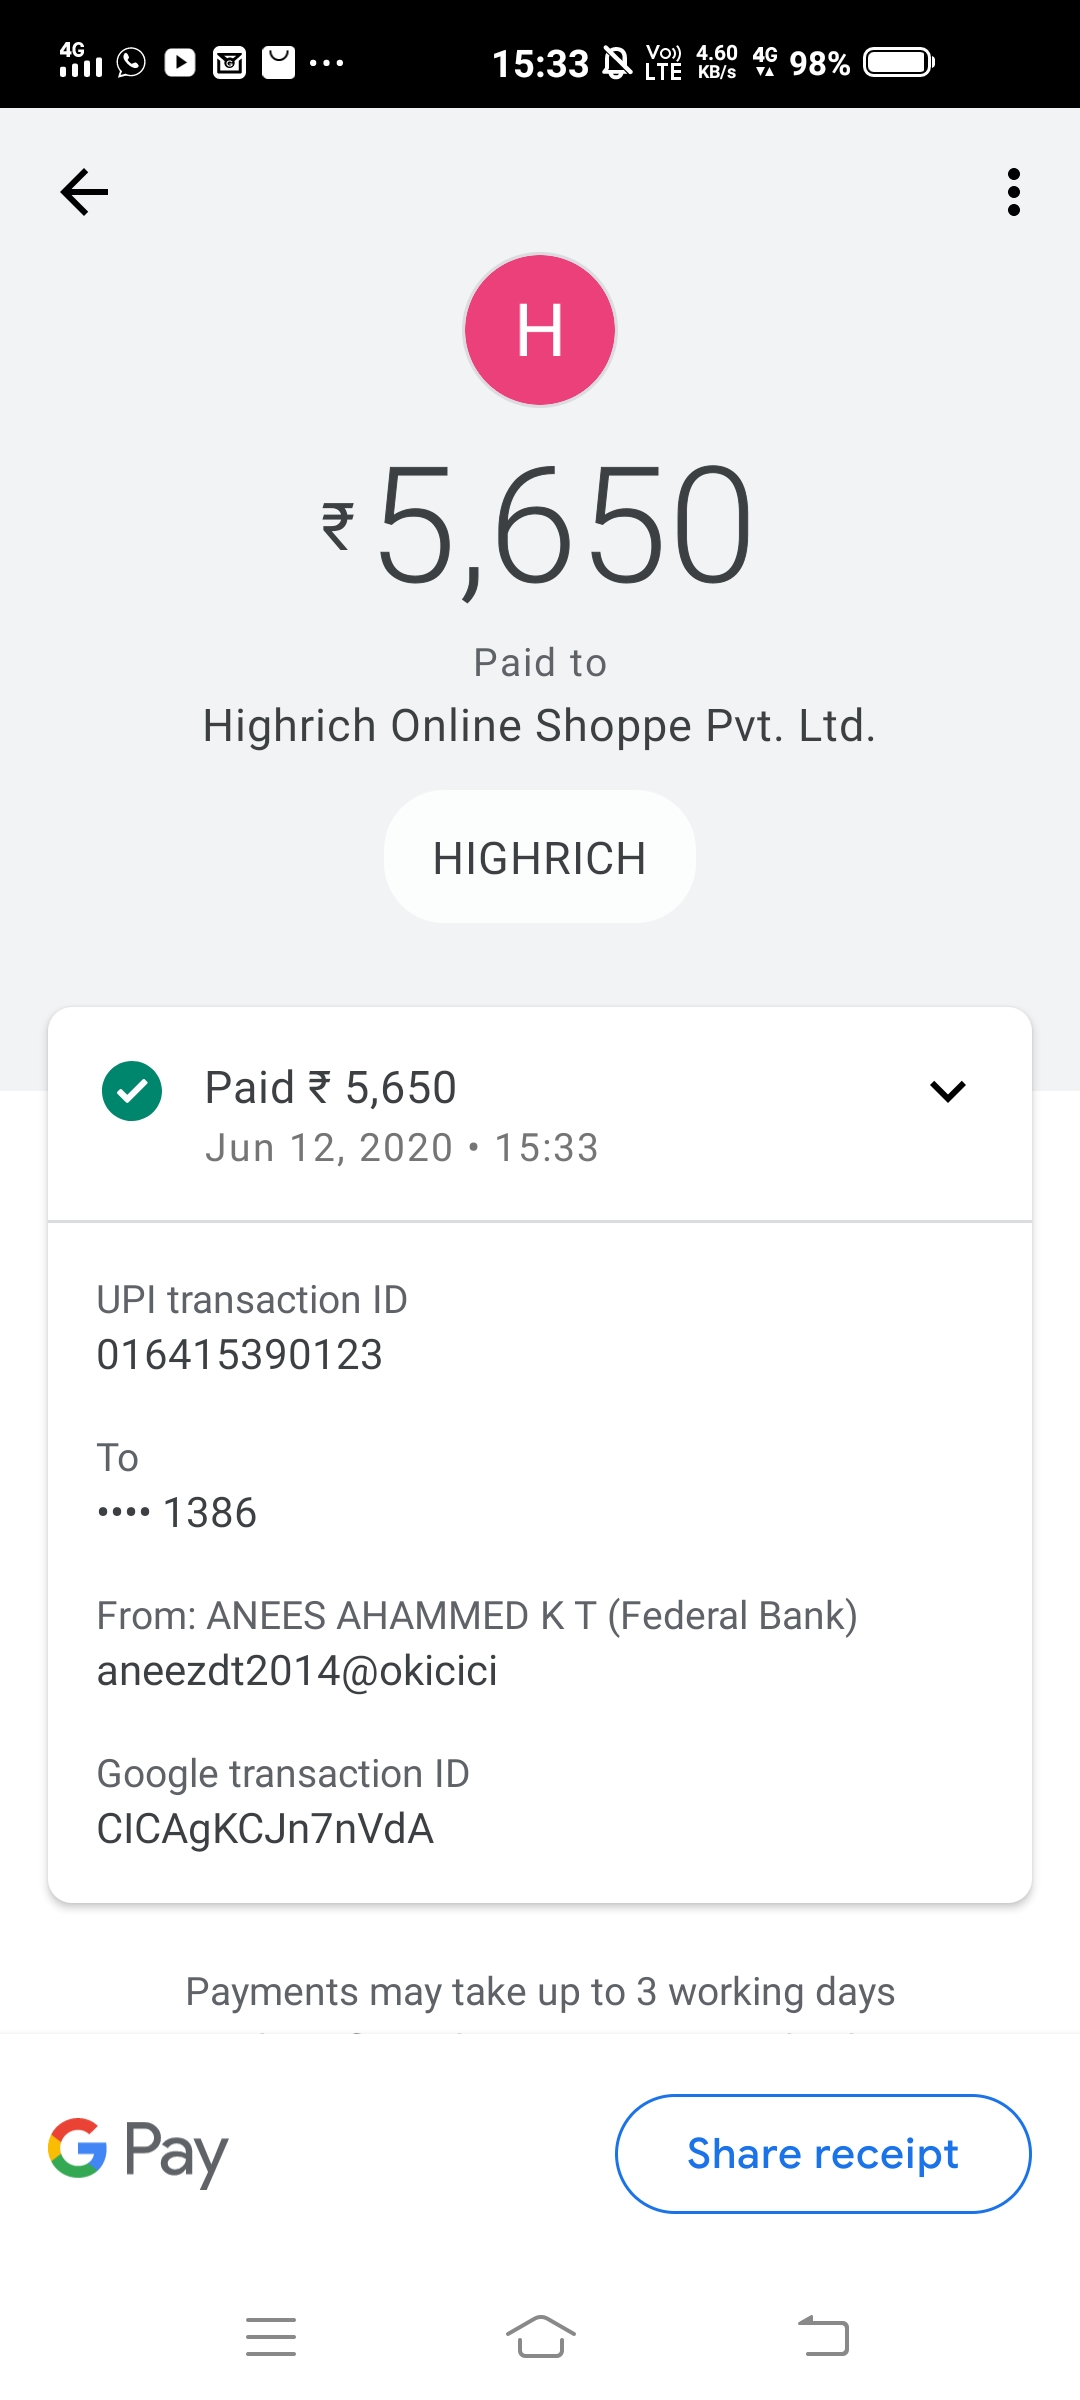 4G 15:33 Vo)) LTE 4.60 KB/s 4G 98%
H
₹5,650
Paid to
Highrich Online Shoppe Pvt. Ltd.
HIGHRICH
Paid ₹ 5,650
Jun 12, 2020 • 15:33
UPI transaction ID
016415390123
To
•••• 1386
From: ANEES AHAMMED K T (Federal Bank)
aneezdt2014@okicici
Google transaction ID
CICAgKCJn7nVdA
Payments may take up to 3 working days
G Pay
Share receipt